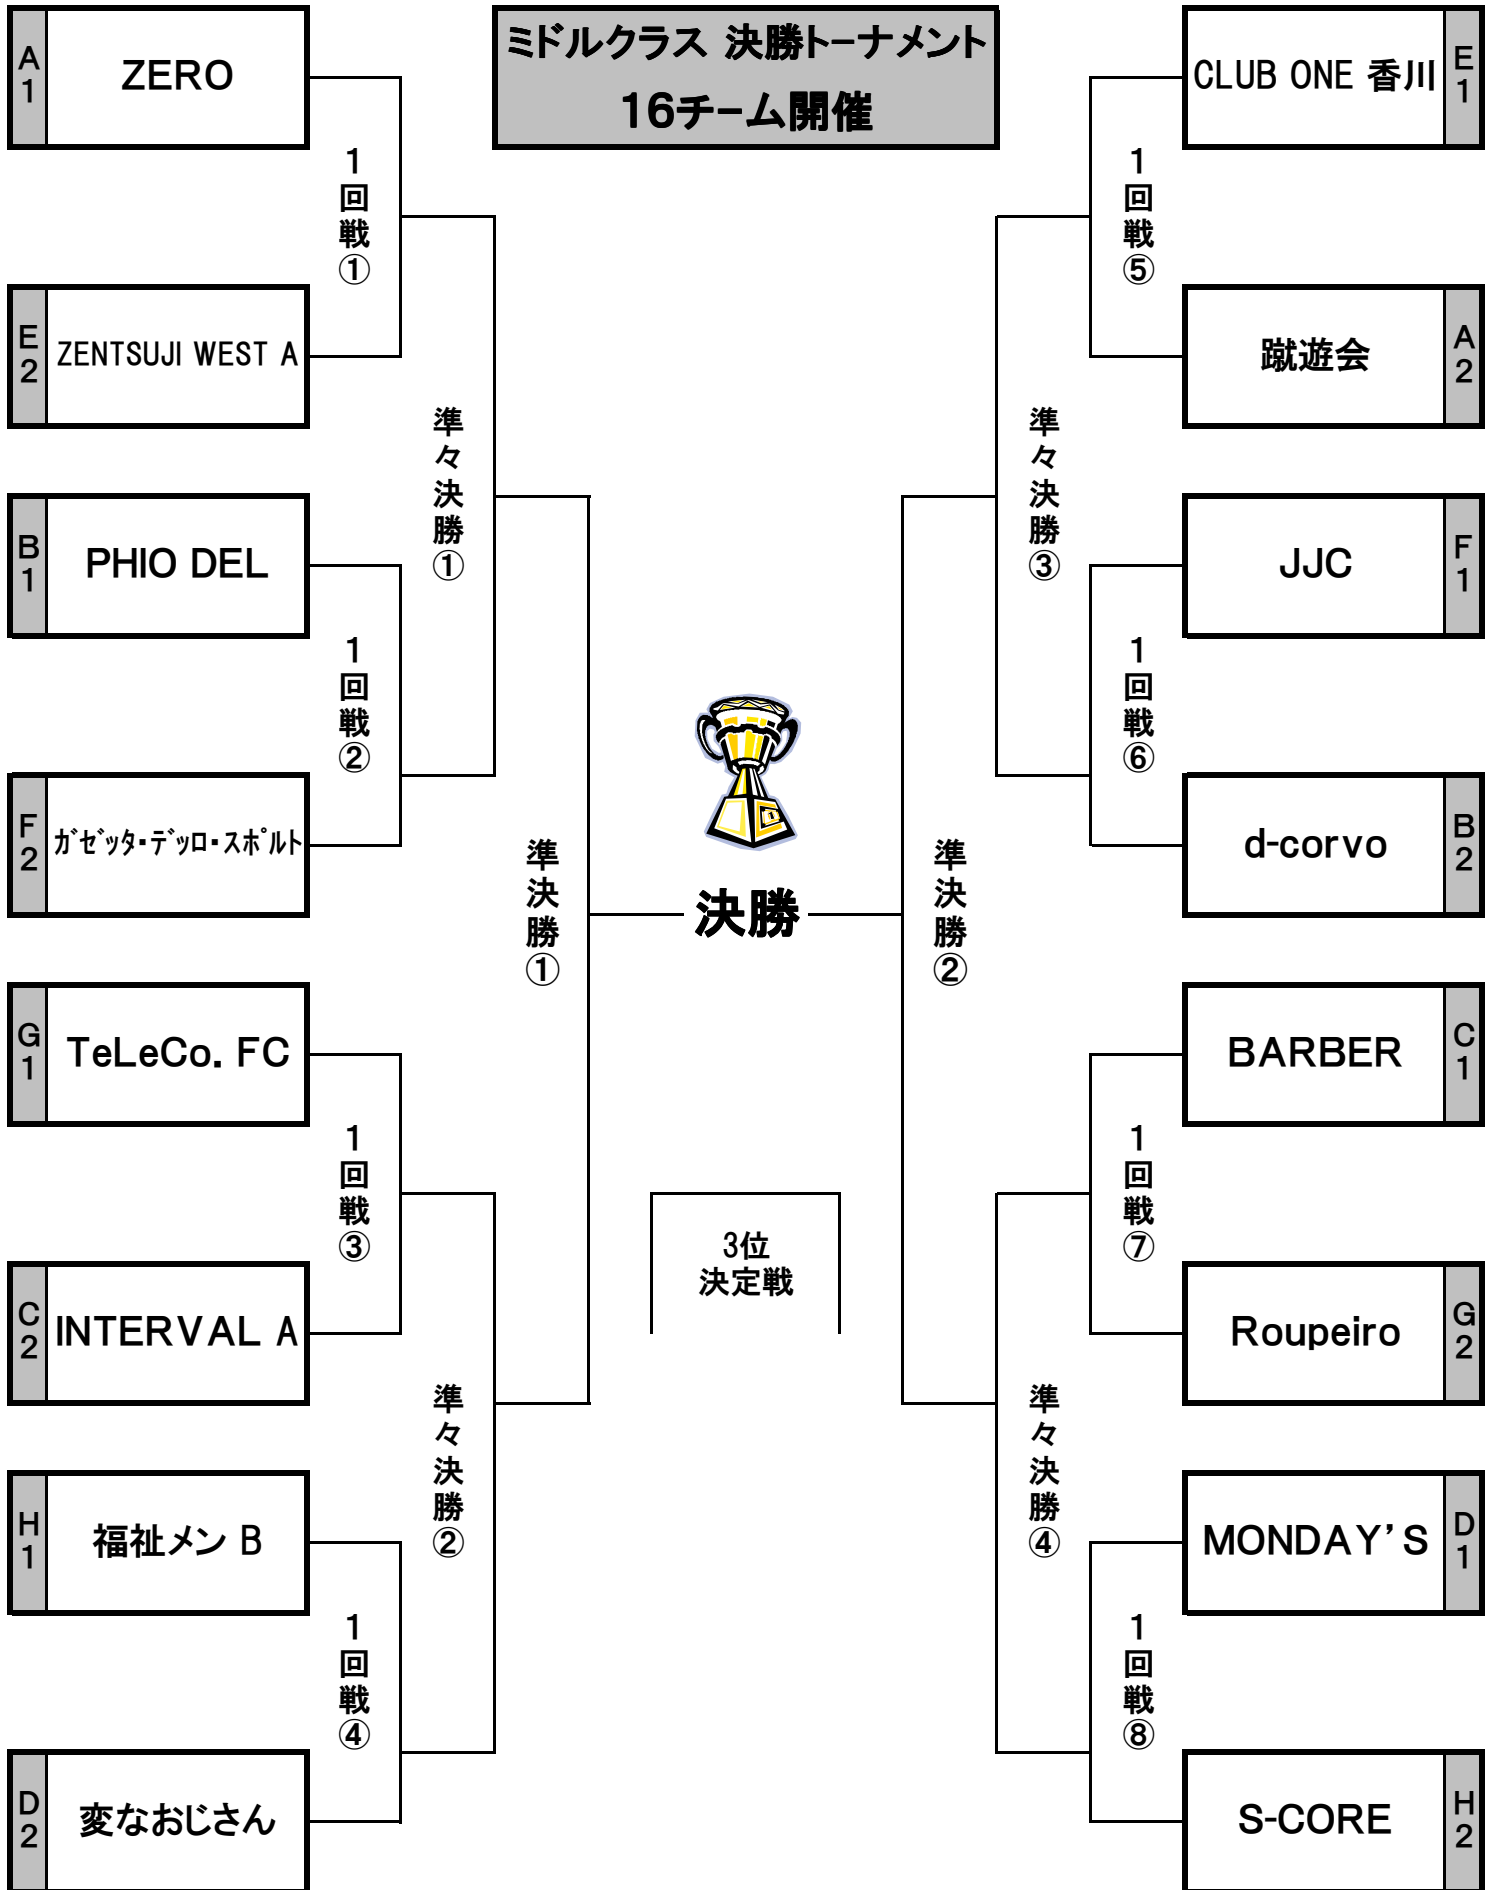 ミドルクラス 決勝トーナメント
16チーム開催
A1
ZERO
1回戦①
E2
ZENTSUJI WEST A
準々決勝①
B1
PHIO DEL
1回戦②
F2
ｶﾞｾﾞｯﾀ・ﾃﾞｯﾛ・ｽﾎﾟﾙﾄ
準決勝①
G1
TeLeCo. FC
1回戦③
C2
INTERVAL A
準々決勝②
H1
福祉メン B
1回戦④
D2
変なおじさん
決勝
3位
決定戦
CLUB ONE 香川
E1
1回戦⑤
蹴遊会
A2
準々決勝③
JJC
F1
1回戦⑥
d-corvo
B2
準決勝②
BARBER
C1
1回戦⑦
Roupeiro
G2
準々決勝④
MONDAY'S
D1
1回戦⑧
S-CORE
H2